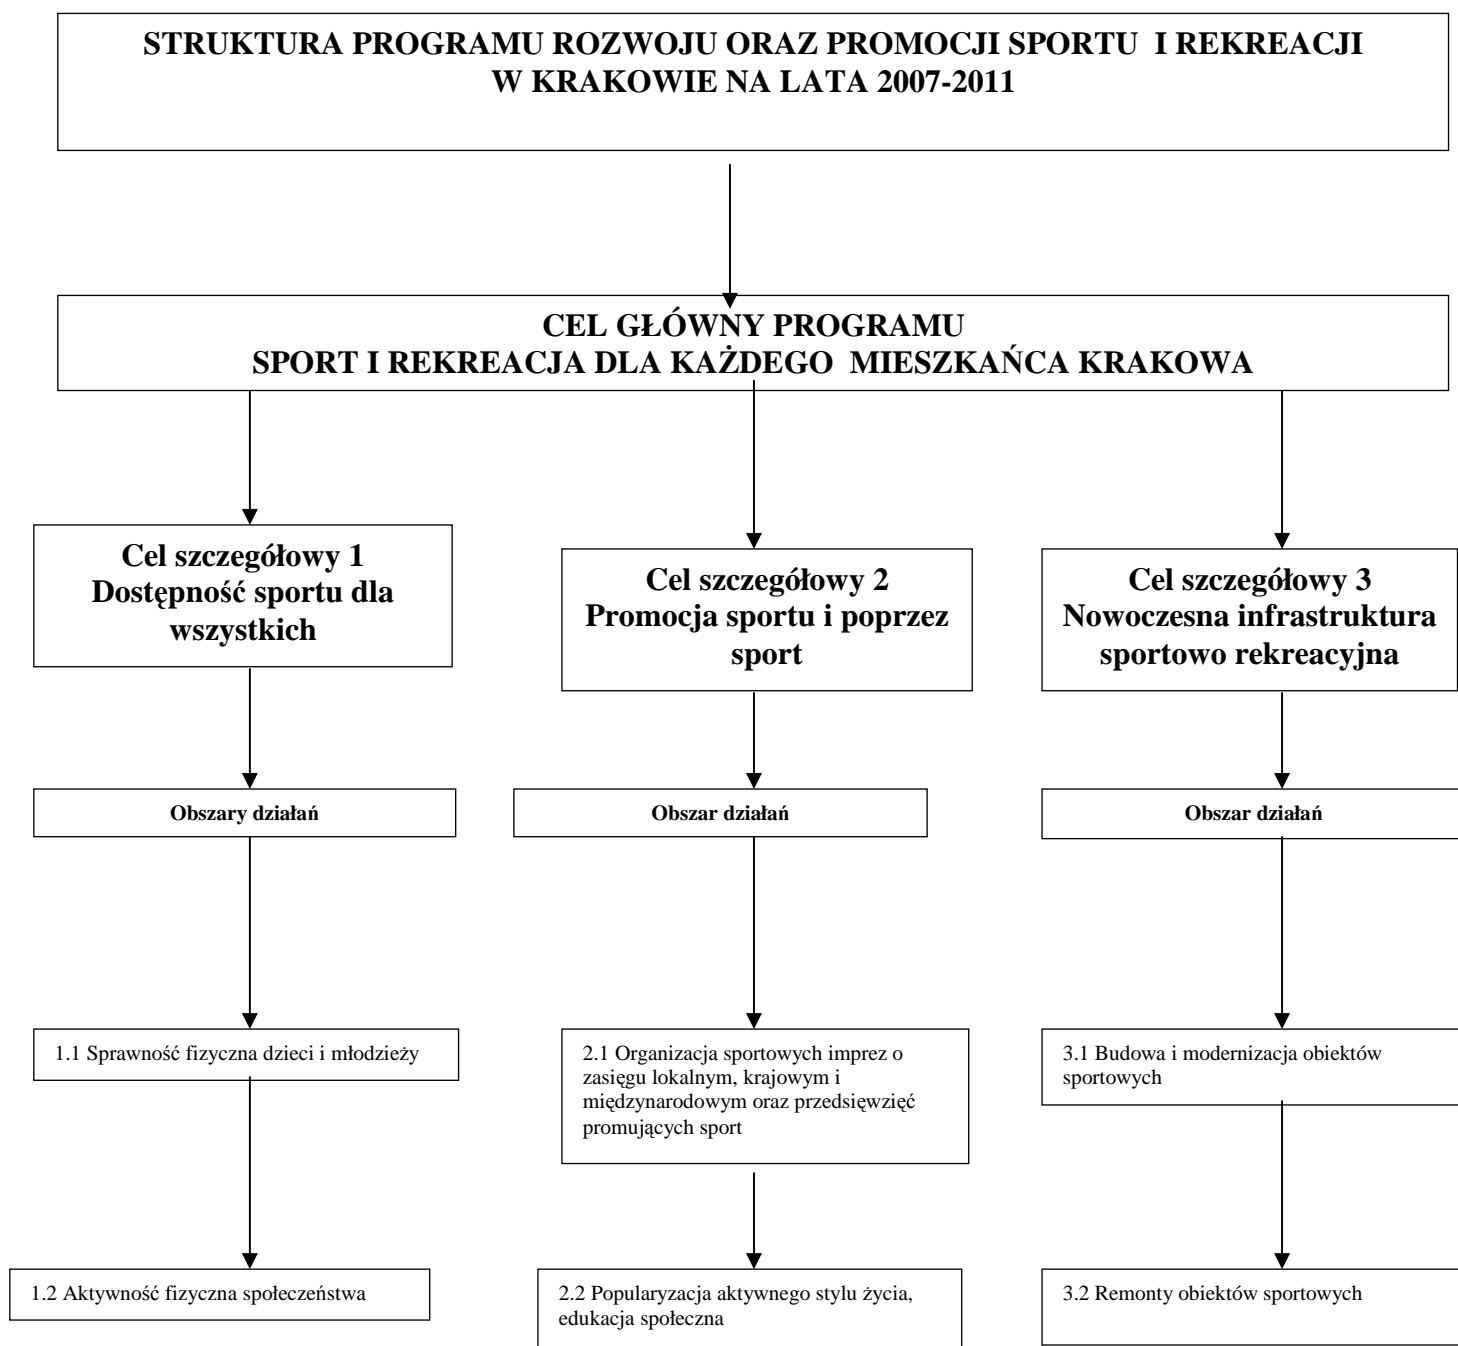 STRUKTURA PROGRAMU ROZWOJU ORAZ PROMOCJI SPORTU I REKREACJI
W KRAKOWIE NA LATA 2007-2011
CEL GŁÓWNY PROGRAMU
SPORT I REKREACJA DLA KAŻDEGO MIESZKAŃCA KRAKOWA
Cel szczegółowy 1
Dostępność sportu dla
wszystkich
Cel szczegółowy 2
Promocja sportu i poprzez
sport
Cel szczegółowy 3
Nowoczesna infrastruktura
sportowo rekreacyjna
Obszary działań
Obszar działań
Obszar działań
1.1 Sprawność fizyczna dzieci i młodzieży
2.1 Organizacja sportowych imprez o
zasięgu lokalnym, krajowym i
międzynarodowym oraz przedsięwzięć
promujących sport
3.1 Budowa i modernizacja obiektów
sportowych
1.2 Aktywność fizyczna społeczeństwa
2.2 Popularyzacja aktywnego stylu życia,
edukacja społeczna
3.2 Remonty obiektów sportowych